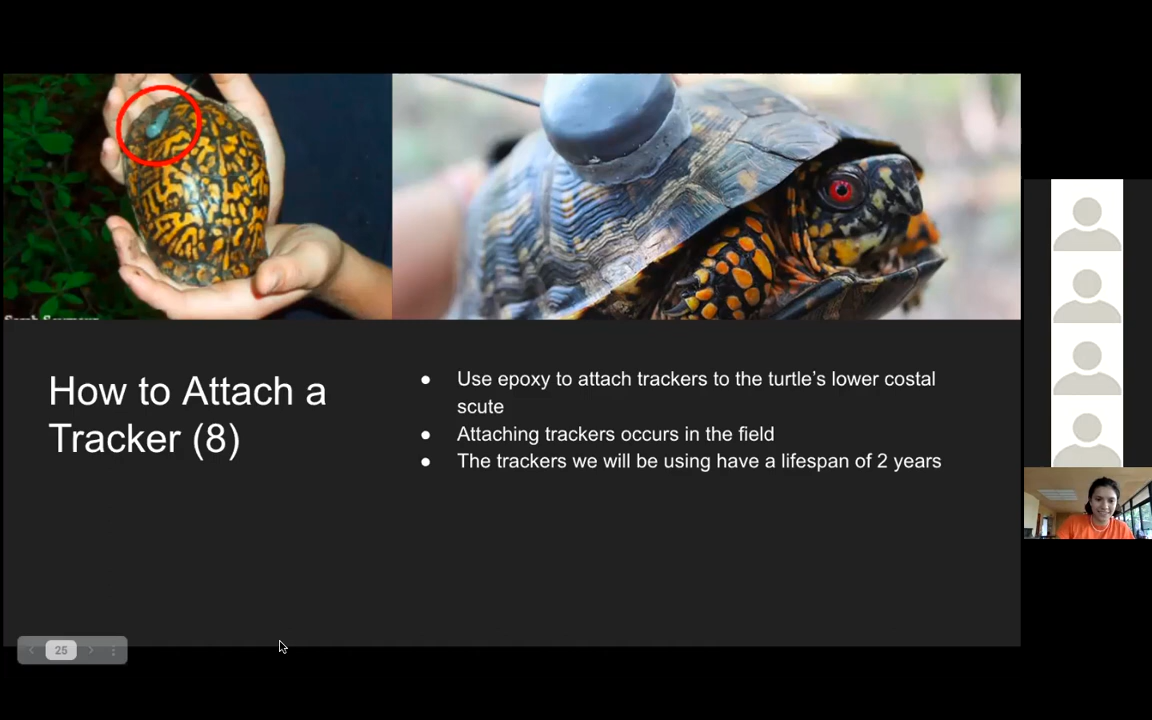 How to Attach a
Tracker (8)
● Use epoxy to attach trackers to the turtle’s lower costal
scute
● Attaching trackers occurs in the field
● The trackers we will be using have a lifespan of 2 years
25